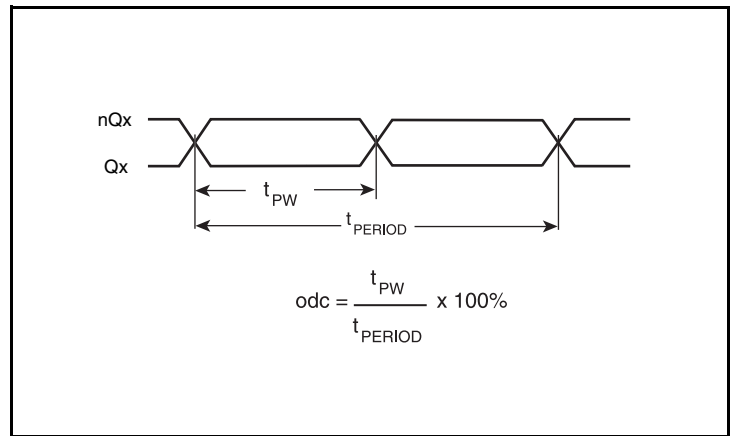 nQx
Qx
tPW
tPERIOD
odc = tPW / tPERIOD x 100%